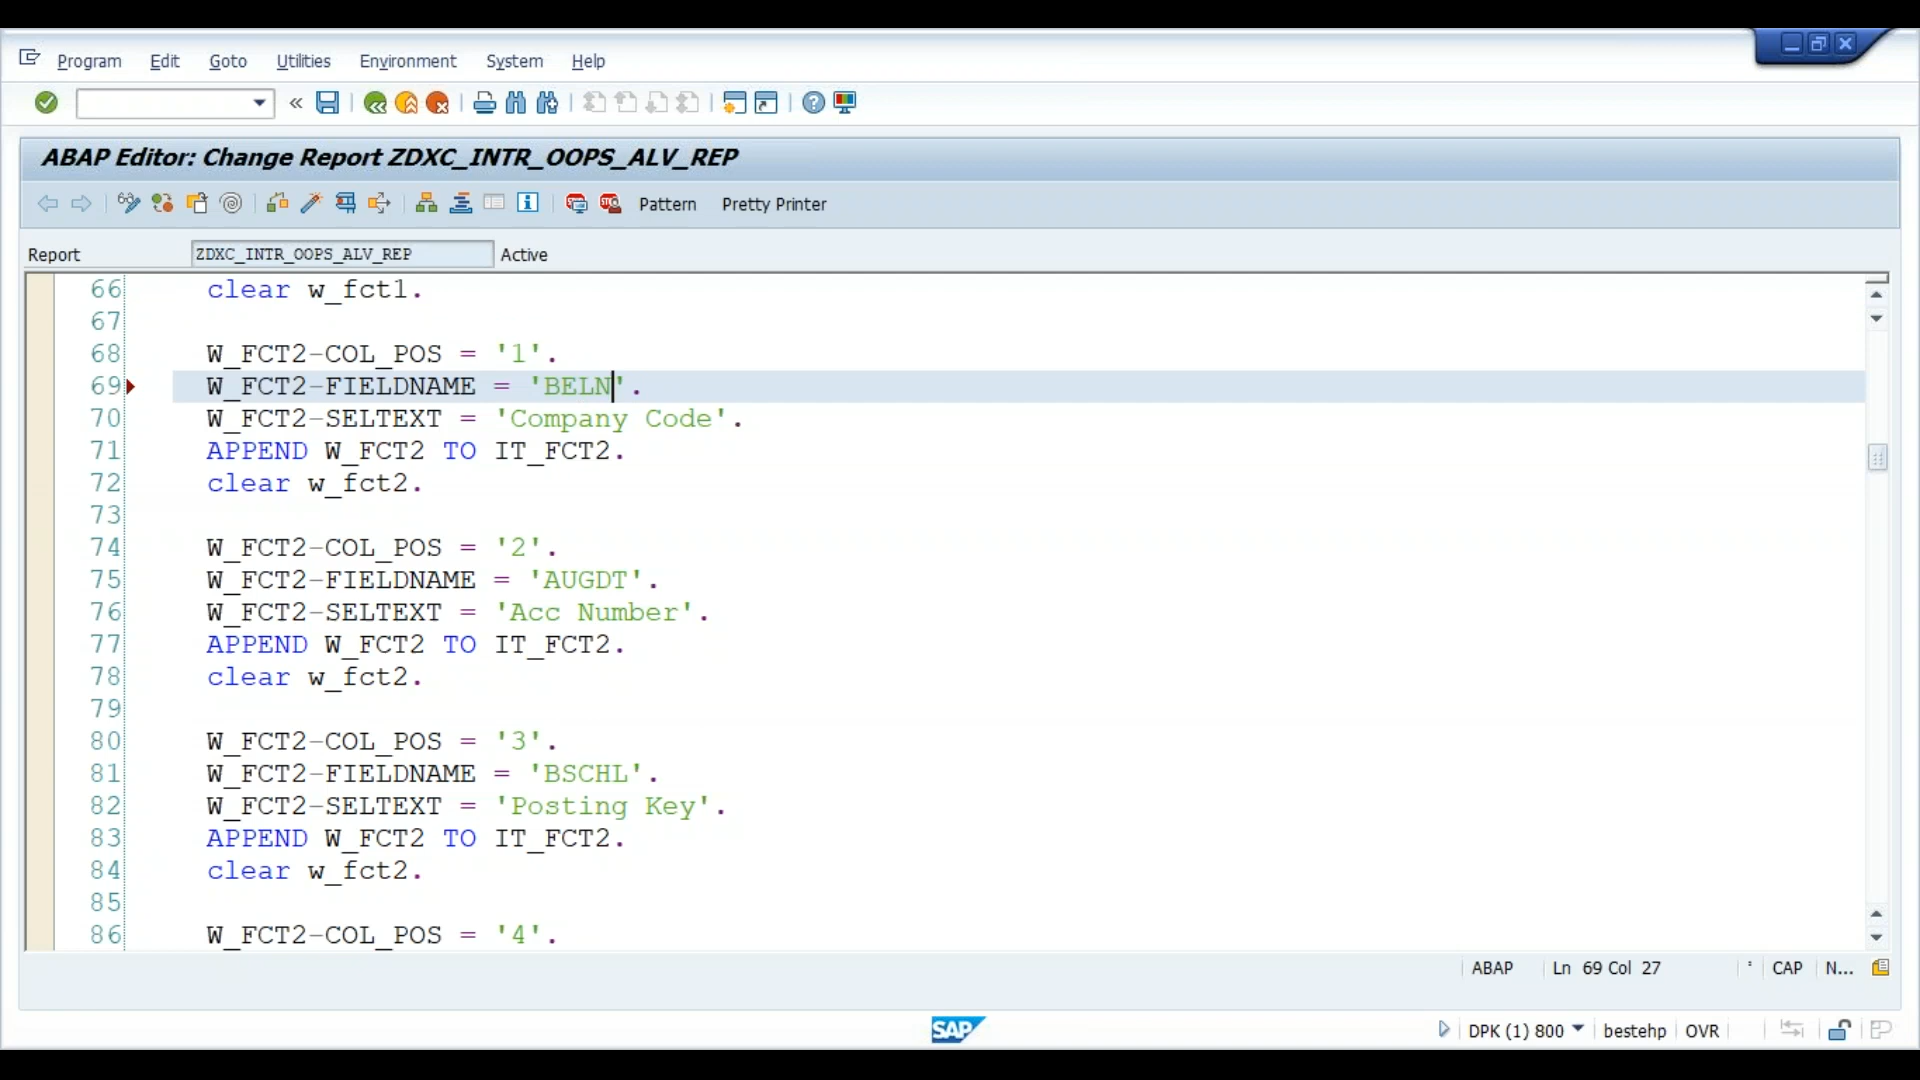 Program Edit Goto Utilities Environment System Help
ABAP Editor: Change Report ZDXC_INTR_OOPS_ALV_REP
Pattern Pretty Printer
Report ZDXC_INTR_OOPS_ALV_REP Active
66 clear w_fct1.
67
68 W_FCT2-COL_POS = '1'.
69 W_FCT2-FIELDNAME = 'BELN'.
70 W_FCT2-SELTEXT = 'Company Code'.
71 APPEND W_FCT2 TO IT_FCT2.
72 clear w_fct2.
73
74 W_FCT2-COL_POS = '2'.
75 W_FCT2-FIELDNAME = 'AUGDT'.
76 W_FCT2-SELTEXT = 'Acc Number'.
77 APPEND W_FCT2 TO IT_FCT2.
78 clear w_fct2.
79
80 W_FCT2-COL_POS = '3'.
81 W_FCT2-FIELDNAME = 'BSCHL'.
82 W_FCT2-SELTEXT = 'Posting Key'.
83 APPEND W_FCT2 TO IT_FCT2.
84 clear w_fct2.
85
86 W_FCT2-COL_POS = '4'.
ABAP Ln 69 Col 27 CAP N...
SAP DPK (1) 800 bestehp OVR